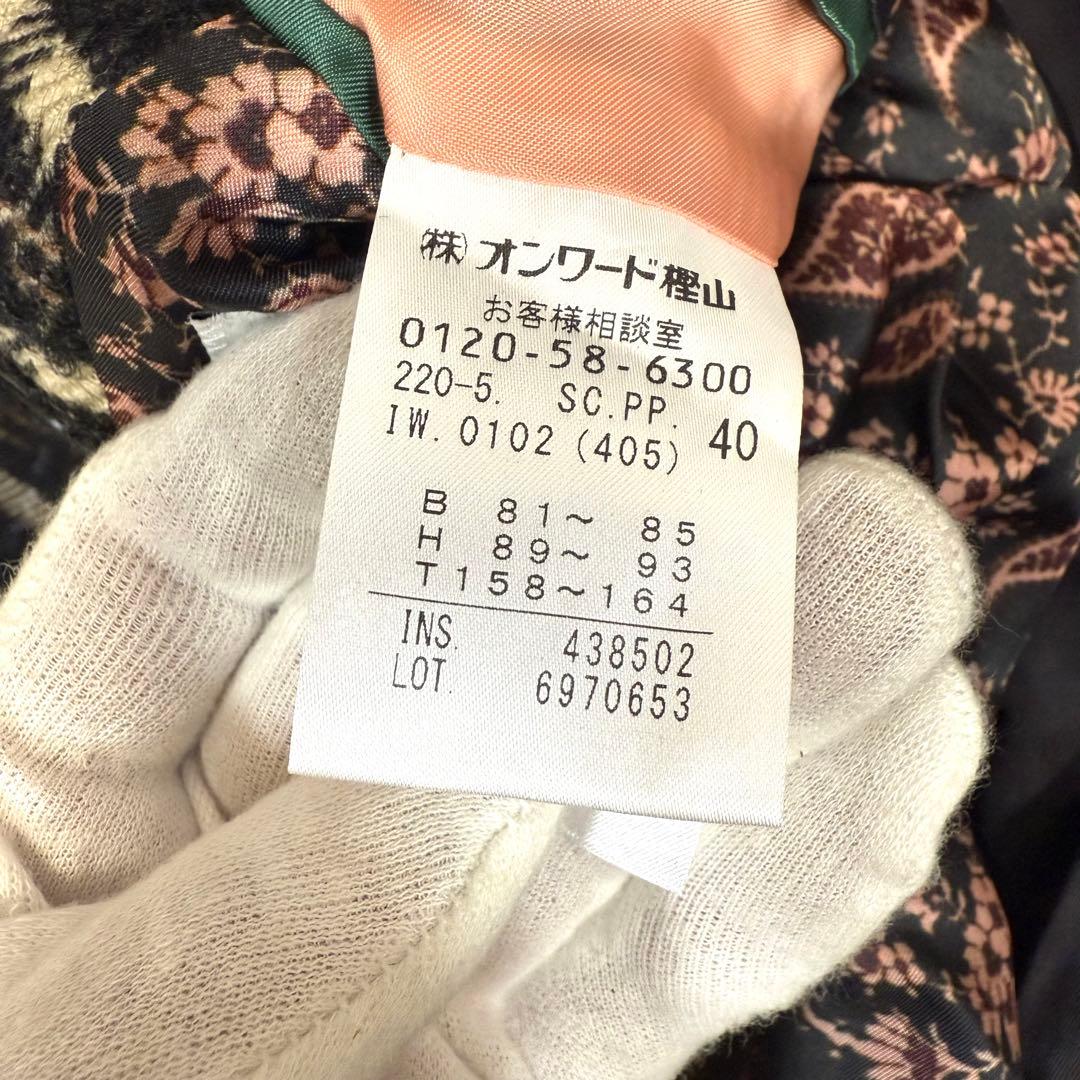 (株)オンワード樫山
お客様相談室
0120-58-6300
220-5. SC.PP. 40
IW. 0102 (405)
B 81～ 85
H 89～ 93
T158～164
INS. 438502
LOT. 6970653